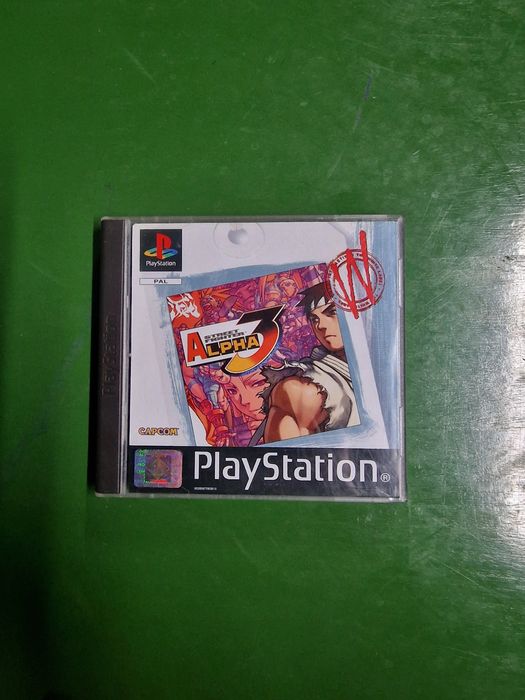 PlayStation
PAL
STREET
FIGHTER
ALPHA
3
W
CAPCOM
PlayStation®
PlayStation